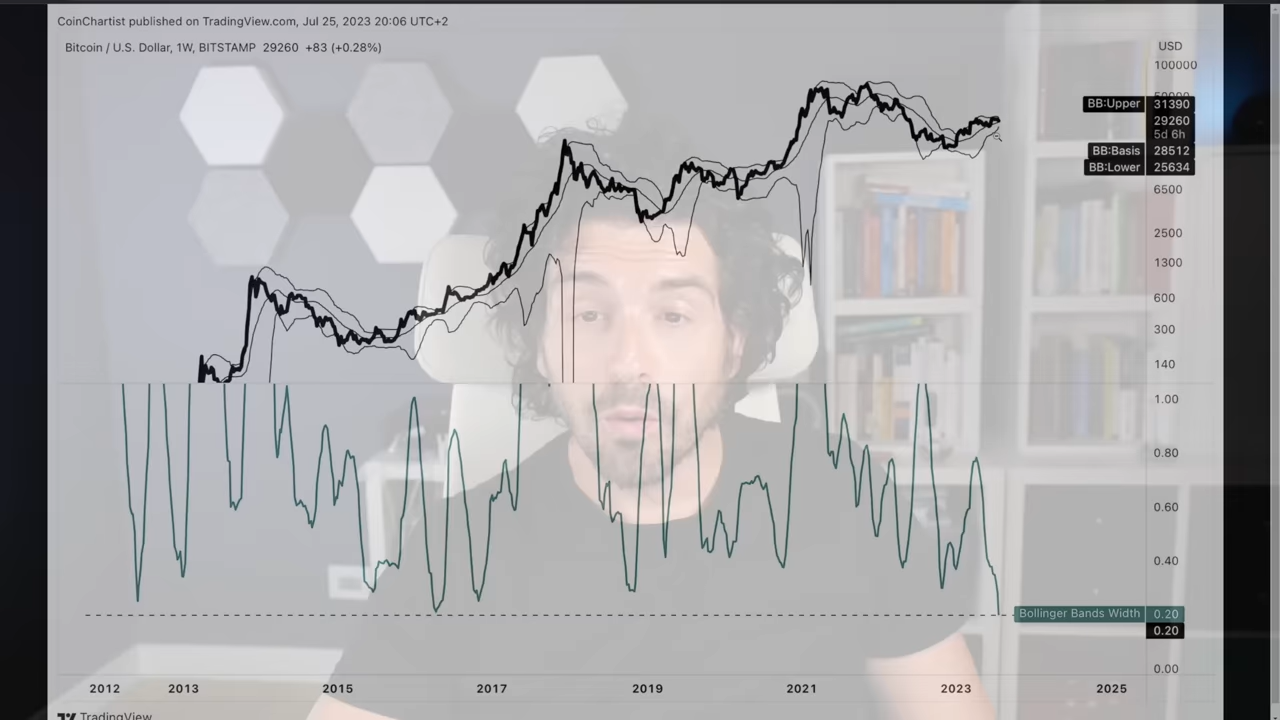 CoinChartist published on TradingView.com, Jul 25, 2023 20:06 UTC+2
Bitcoin / U.S. Dollar, 1W, BITSTAMP 29260 +83 (+0.28%)
USD
100000
BB:Upper 31390
29260
5d 6h
BB:Basis 28512
BB:Lower 25634
6500
2500
1300
600
300
140
1.00
0.80
0.60
0.40
Bollinger Bands Width 0.20
0.20
0.00
2012 2013 2015 2017 2019 2021 2023 2025
TradingView